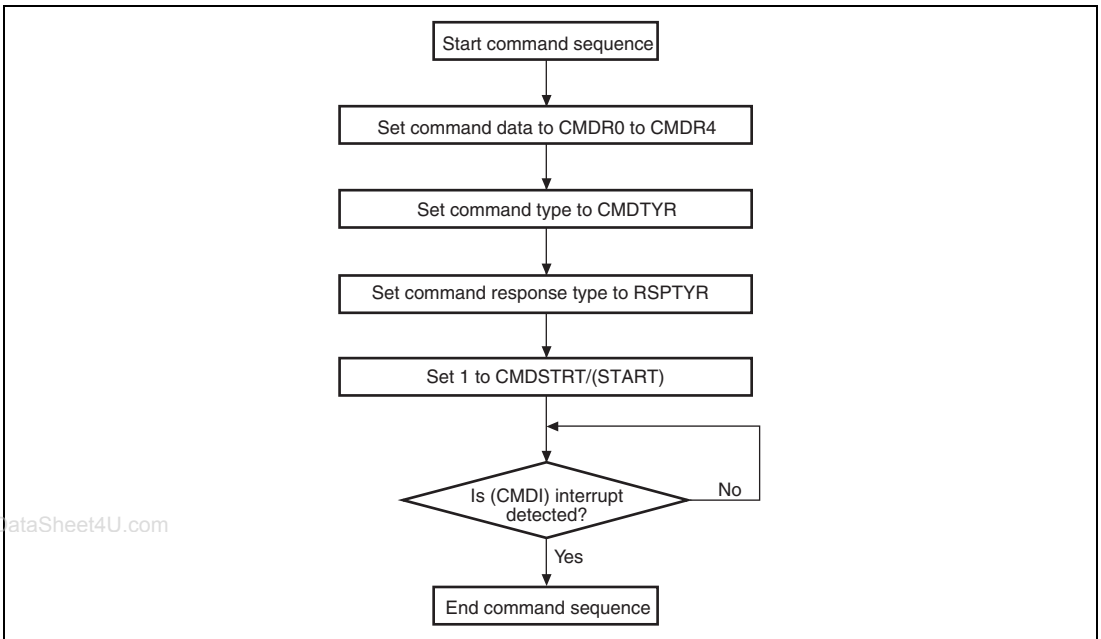 Start command sequence
Set command data to CMDR0 to CMDR4
Set command type to CMDTYR
Set command response type to RSPTYR
Set 1 to CMDSTRT/(START)
Is (CMDI) interrupt
detected?
No
Yes
End command sequence
DataSheet4U.com